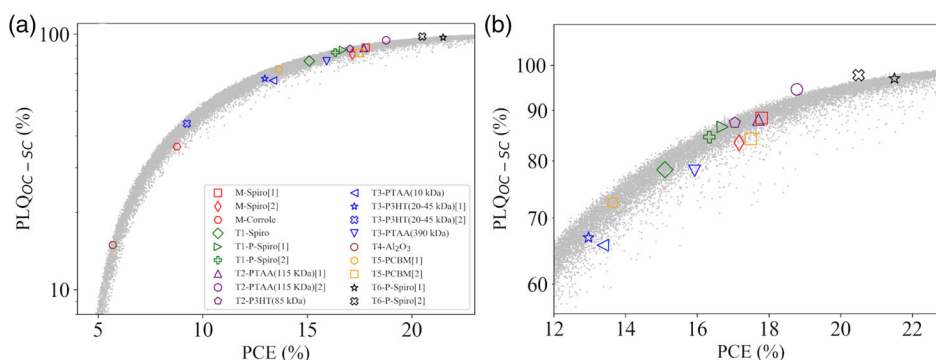 (a)
100
10
PLQoc−sc (%)
5 10 15 20
PCE (%)
M-Spiro[1]
M-Spiro[2]
M-Corrole
T1-Spiro
T1-P-Spiro[1]
T1-P-Spiro[2]
T2-PTAA(115 KDa)[1]
T2-PTAA(115 KDa)[2]
T2-P3HT(85 kDa)
T3-PTAA(10 kDa)
T3-P3HT(20-45 kDa)[1]
T3-P3HT(20-45 kDa)[2]
T3-PTAA(390 kDa)
T4-Al₂O₃
T5-PCBM[1]
T5-PCBM[2]
T6-P-Spiro[1]
T6-P-Spiro[2]
(b)
100
90
80
70
60
PLQoc−sc (%)
12 14 16 18 20 22
PCE (%)